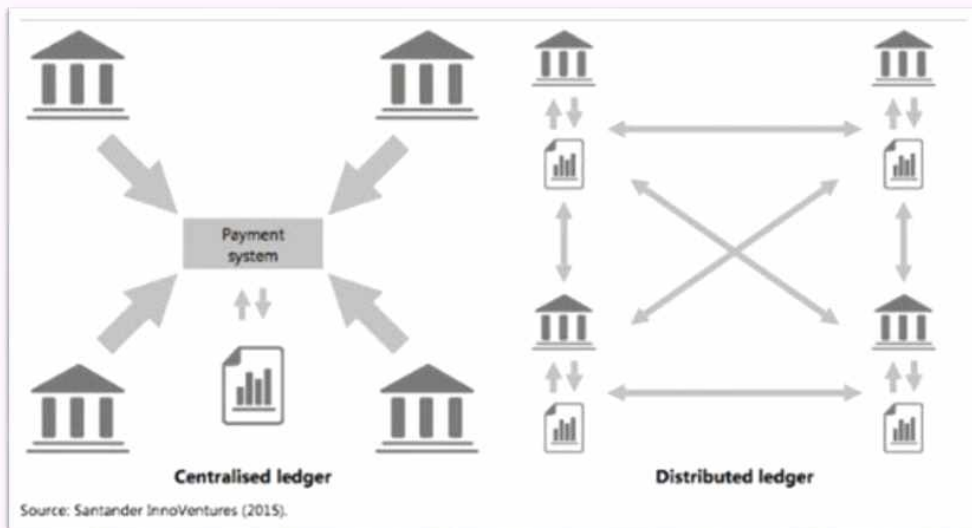 Payment
system
Centralised ledger
Distributed ledger
Source: Santander InnoVentures (2015).